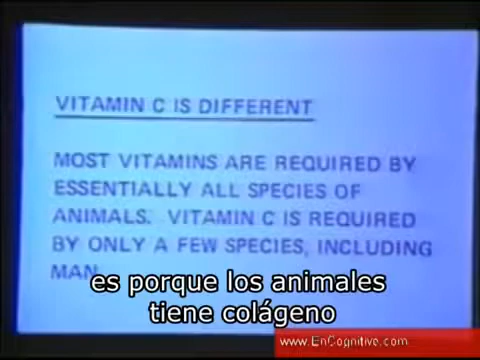 VITAMIN C IS DIFFERENT
MOST VITAMINS ARE REQUIRED BY
ESSENTIALLY ALL SPECIES OF
ANIMALS. VITAMIN C IS REQUIRED
BY ONLY A FEW SPECIES, INCLUDING
MAN
es porque los animales
tiene colágeno
www.EnCognitivo.com